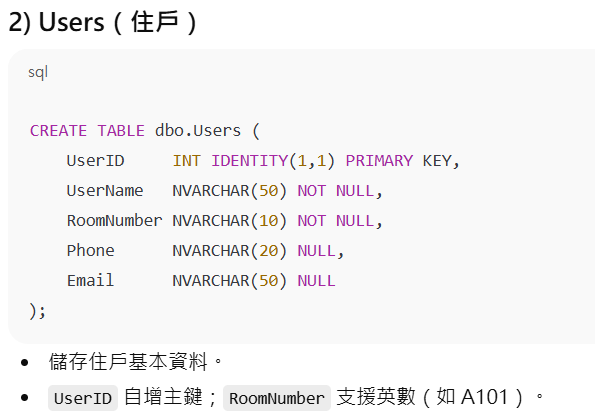 2) Users（住戶）
sql
CREATE TABLE dbo.Users (
    UserID     INT IDENTITY(1,1) PRIMARY KEY,
    UserName   NVARCHAR(50) NOT NULL,
    RoomNumber NVARCHAR(10) NOT NULL,
    Phone      NVARCHAR(20) NULL,
    Email      NVARCHAR(50) NULL
);
• 儲存住戶基本資料。
• UserID 自增主鍵；RoomNumber 支援英數（如 A101）。